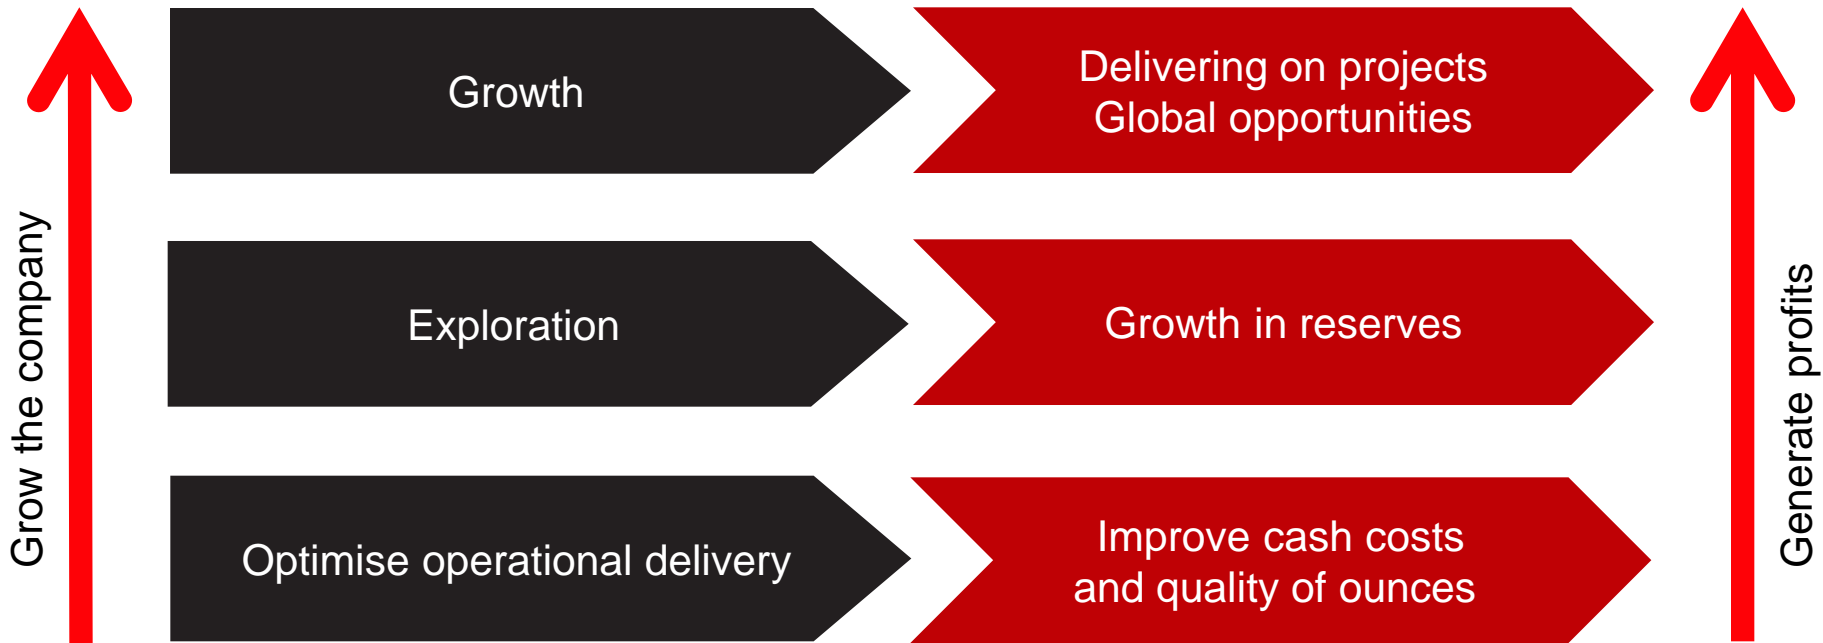 Grow the company
Growth
Delivering on projects
Global opportunities
Exploration
Growth in reserves
Optimise operational delivery
Improve cash costs
and quality of ounces
Generate profits